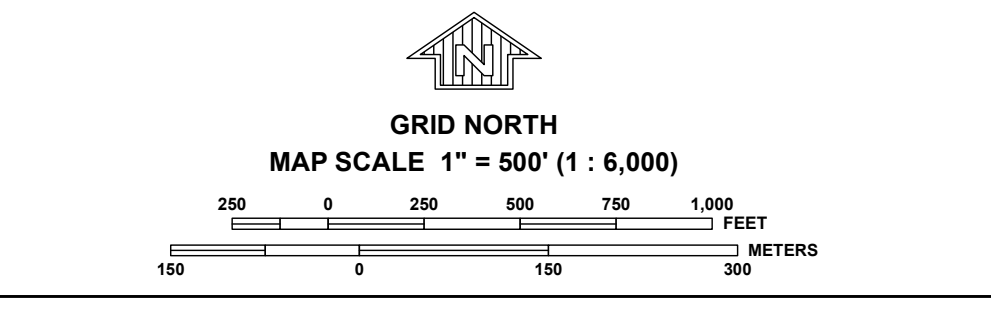 N
GRID NORTH
MAP SCALE 1" = 500' (1 : 6,000)
250 0 250 500 750 1,000
FEET
METERS
150 0 150 300